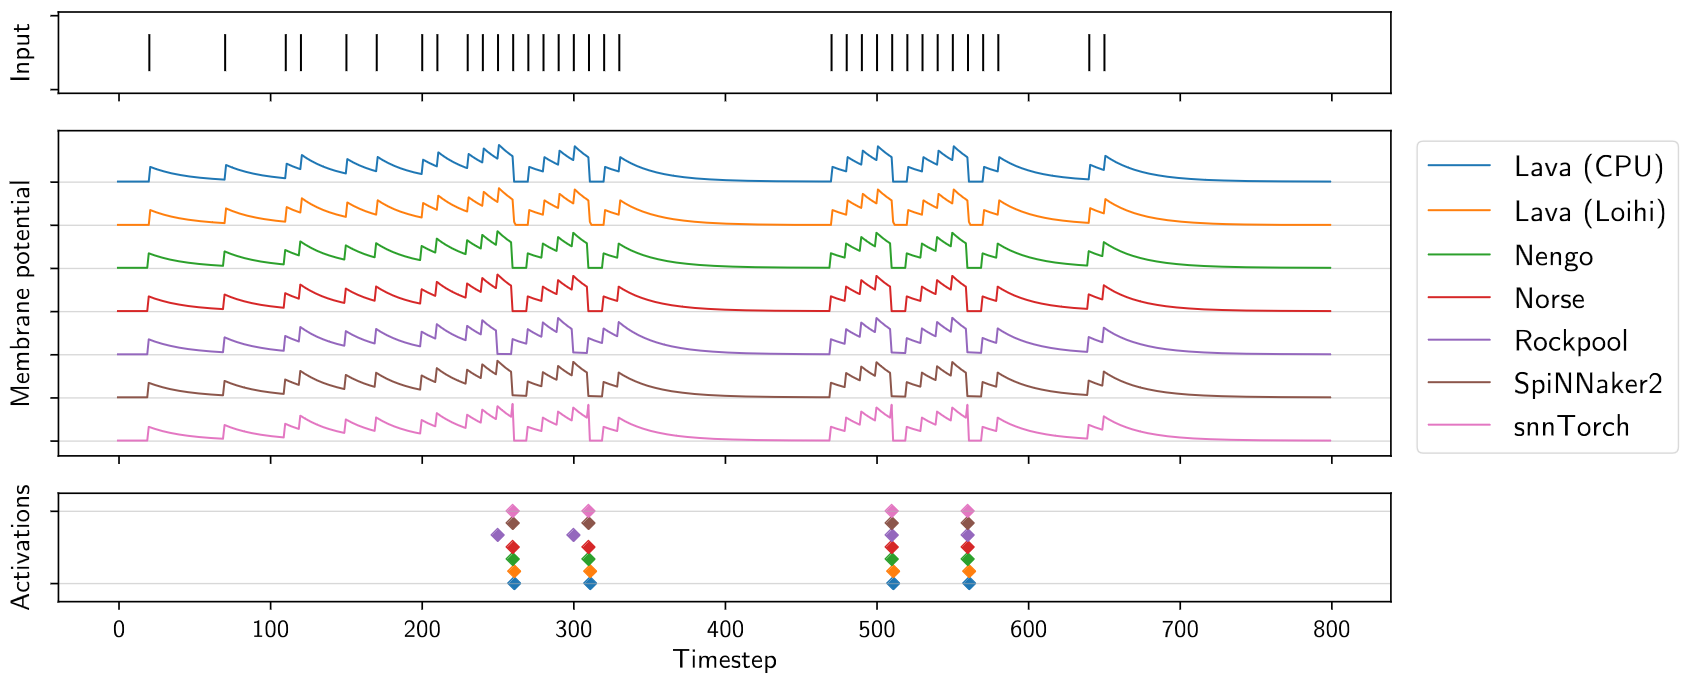 Input
Membrane potential
Lava (CPU)
Lava (Loihi)
Nengo
Norse
Rockpool
SpiNNaker2
snnTorch
Activations
0 100 200 300 400 500 600 700 800
Timestep